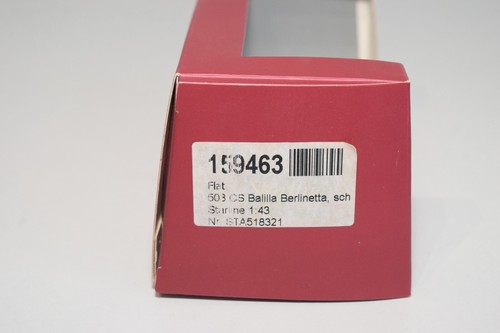 159463
Fiat
508 CS Balilla Berlinetta, sch
Starline 1:43
Nr. STA518321